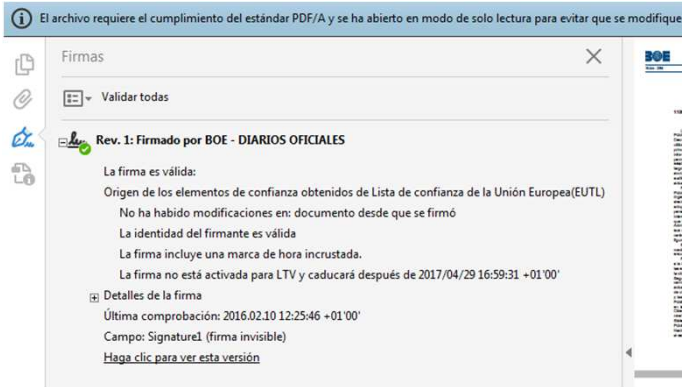 El archivo requiere el cumplimiento del estándar PDF/A y se ha abierto en modo de solo lectura para evitar que se modifique
Firmas
BOE
Validar todas
Rev. 1: Firmado por BOE - DIARIOS OFICIALES
La firma es válida:
Origen de los elementos de confianza obtenidos de Lista de confianza de la Unión Europea(EUTL)
No ha habido modificaciones en: documento desde que se firmó
La identidad del firmante es válida
La firma incluye una marca de hora incrustada.
La firma no está activada para LTV y caducará después de 2017/04/29 16:59:31 +01'00'
Detalles de la firma
Última comprobación: 2016.02.10 12:25:46 +01'00'
Campo: Signature1 (firma invisible)
Haga clic para ver esta versión